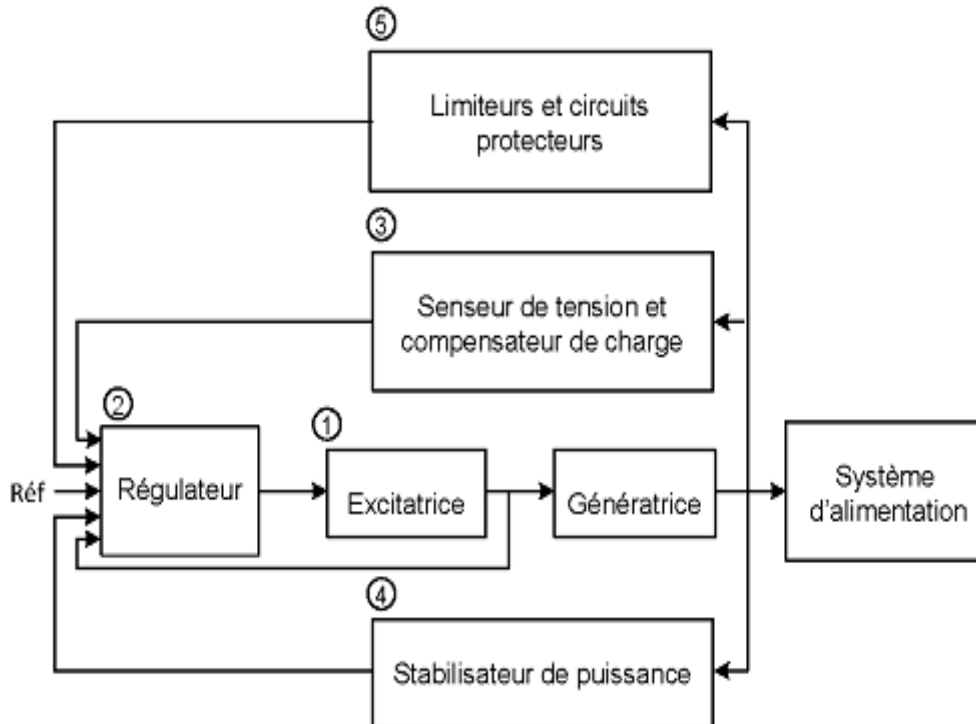 ⑤
Limiteurs et circuits
protecteurs
③
Senseur de tension et
compensateur de charge
②
Régulateur
Réf
①
Excitatrice
Génératrice
Système
d'alimentation
④
Stabilisateur de puissance